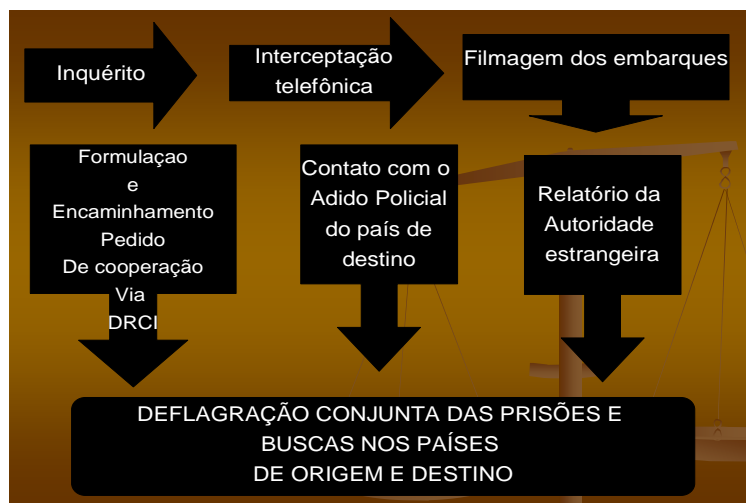 Inquérito
Interceptação
telefônica
Filmagem dos embarques
Formulaçao
e
Encaminhamento
Pedido
De cooperação
Via
DRCI
Contato com o
Adido Policial
do país de
destino
Relatório da
Autoridade
estrangeira
DEFLAGRAÇÃO CONJUNTA DAS PRISÕES E
BUSCAS NOS PAÍSES
DE ORIGEM E DESTINO